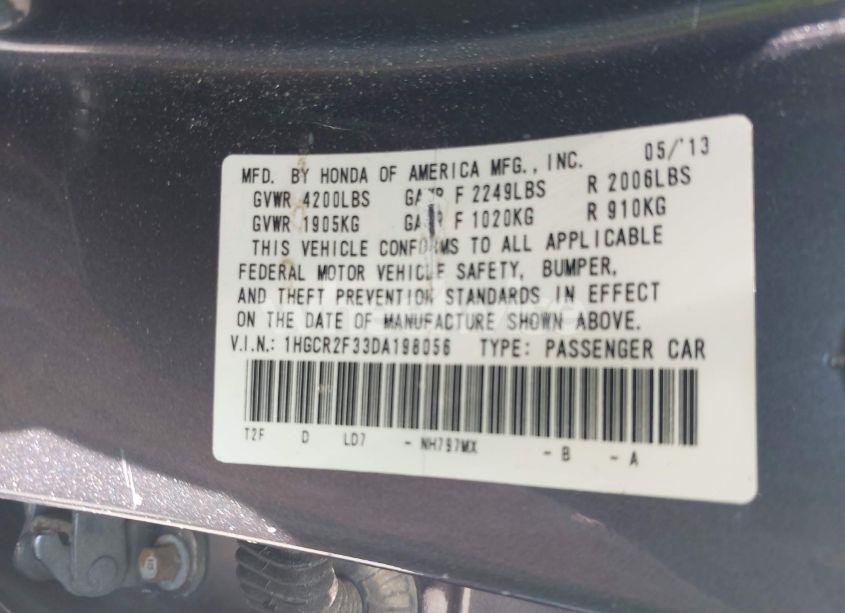 MFD. BY HONDA OF AMERICA MFG., INC. 05/'13
GVWR 4200LBS GAWR F 2249LBS R 2006LBS
GVWR 1905KG GAWR F 1020KG R 910KG
THIS VEHICLE CONFORMS TO ALL APPLICABLE
FEDERAL MOTOR VEHICLE SAFETY, BUMPER,
AND THEFT PREVENTION STANDARDS IN EFFECT
ON THE DATE OF MANUFACTURE SHOWN ABOVE.
V.I.N.: 1HGCR2F33DA198056 TYPE: PASSENGER CAR
T2F D LD7 - NH797MX - B - A